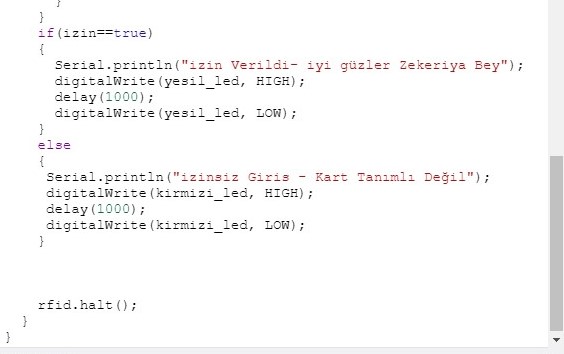 }
}
if(izin==true)
{
Serial.println("izin Verildi- iyi güzler Zekeriya Bey");
digitalWrite(yesil_led, HIGH);
delay(1000);
digitalWrite(yesil_led, LOW);
}
else
{
Serial.println("izinsiz Giris - Kart Tanımlı Değil");
digitalWrite(kirmizi_led, HIGH);
delay(1000);
digitalWrite(kirmizi_led, LOW);
}
rfid.halt();
}
}